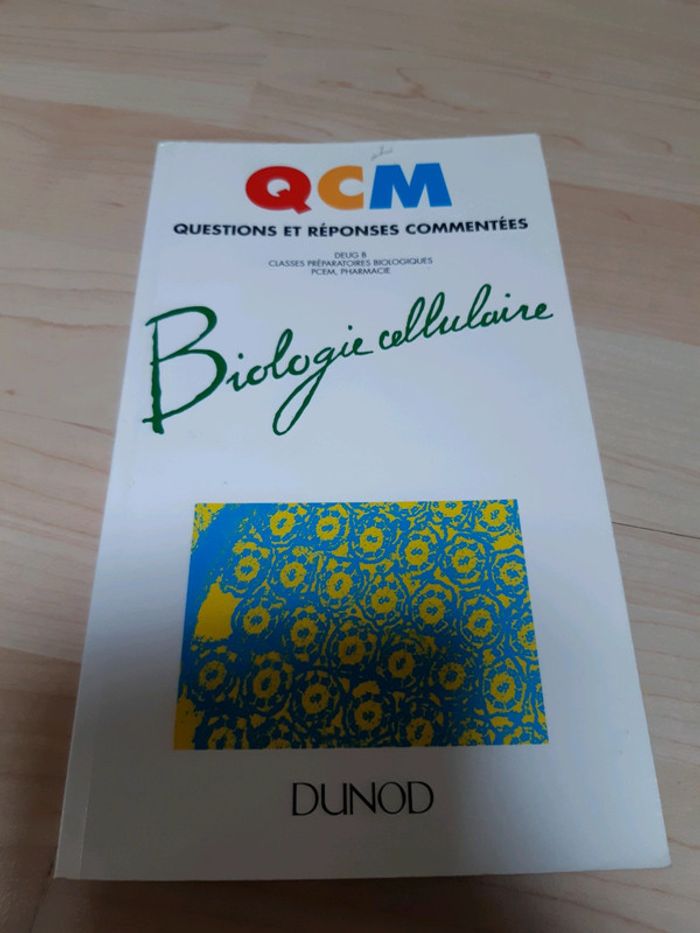 QCM
QUESTIONS ET RÉPONSES COMMENTÉES
DEUG B
CLASSES PRÉPARATOIRES BIOLOGIQUES
PCEM, PHARMACIE
Biologie cellulaire
DUNOD